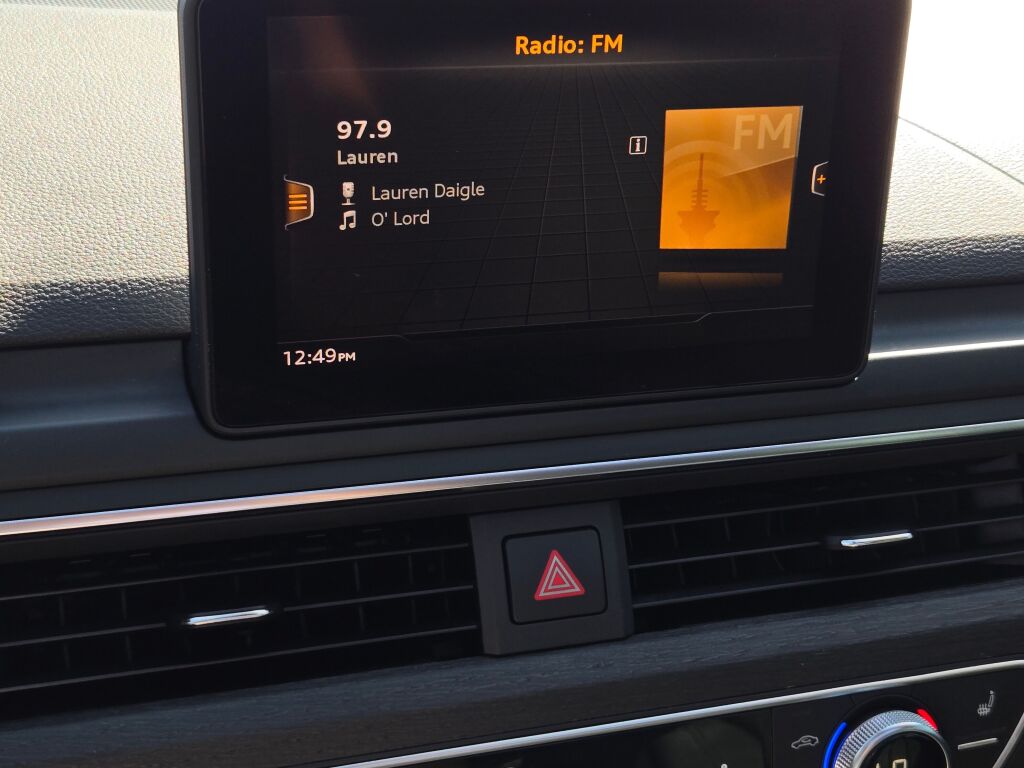 Radio: FM
97.9
FM
Lauren
Lauren Daigle
O' Lord
12:49PM